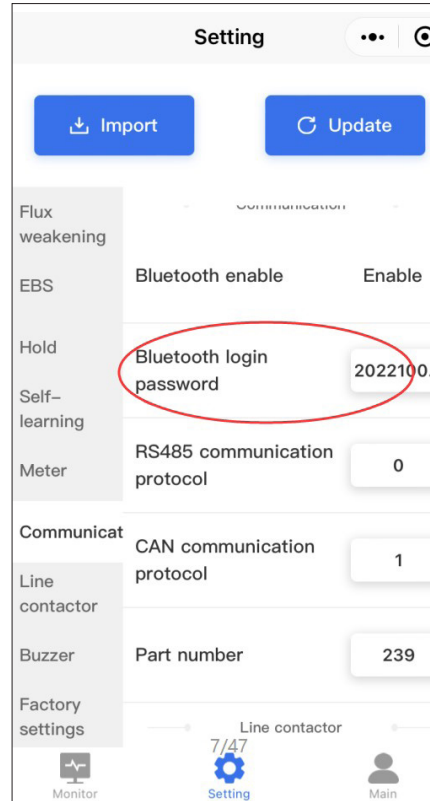 Setting
Import
Update
Communication
Flux
weakening
EBS
Hold
Self-
learning
Meter
Communicat
Line
contactor
Buzzer
Factory
settings
Bluetooth enable
Enable
Bluetooth login
password
2022100.
RS485 communication
protocol
0
CAN communication
protocol
1
Part number
239
Line contactor
7/47
Monitor
Setting
Main